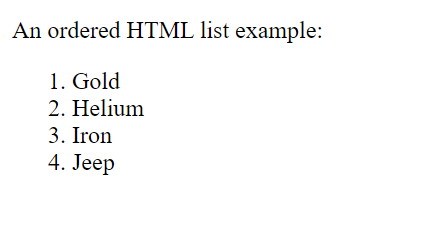 An ordered HTML list example:
1. Gold
2. Helium
3. Iron
4. Jeep